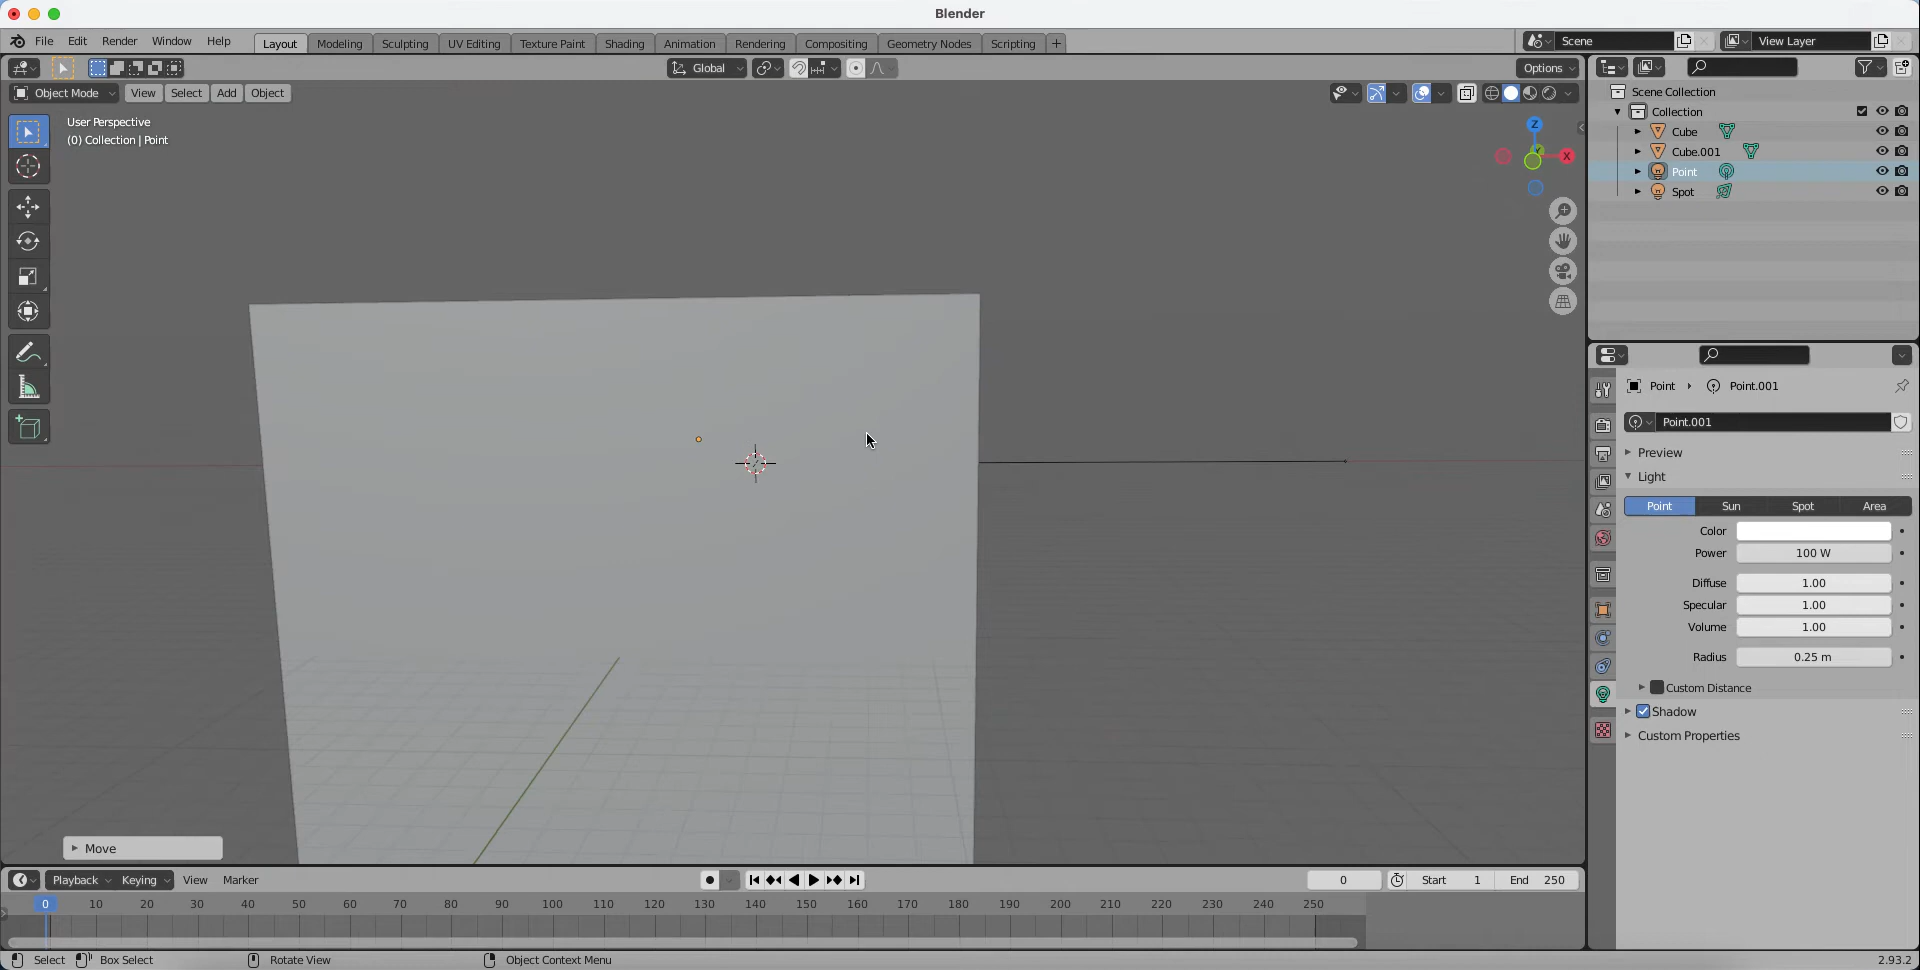 Blender
File Edit Render Window Help
Layout Modeling Sculpting UV Editing Texture Paint Shading Animation Rendering Compositing Geometry Nodes Scripting +
Scene
View Layer
Global
Options
Object Mode View Select Add Object
User Perspective
(0) Collection | Point
Z
X
Scene Collection
Collection
Cube
Cube.001
Point
Spot
Point Point.001
Point.001
Preview
Light
Point Sun Spot Area
Color
Power 100 W
Diffuse 1.00
Specular 1.00
Volume 1.00
Radius 0.25 m
Custom Distance
Shadow
Custom Properties
Move
Playback Keying View Marker
0 Start 1 End 250
0 10 20 30 40 50 60 70 80 90 100 110 120 130 140 150 160 170 180 190 200 210 220 230 240 250
Select Box Select Rotate View Object Context Menu
2.93.2